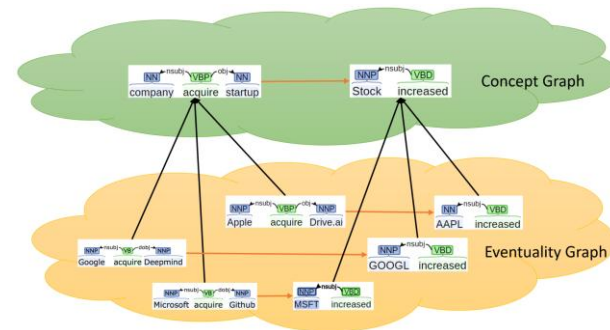 NN nsubj VBP obj NN
company acquire startup
NNP nsubj VBD
Stock increased
Concept Graph
NNP nsubj VBP obj NNP
Apple acquire Drive.ai
NN nsubj VBD
AAPL increased
NNP nsubj VB dobj NNP
Google acquire Deepmind
NNP nsubj VBD
GOOGL increased
Eventuality Graph
NNP nsubj VB dobj NNP
Microsoft acquire Github
NNP nsubj VBD
MSFT increased